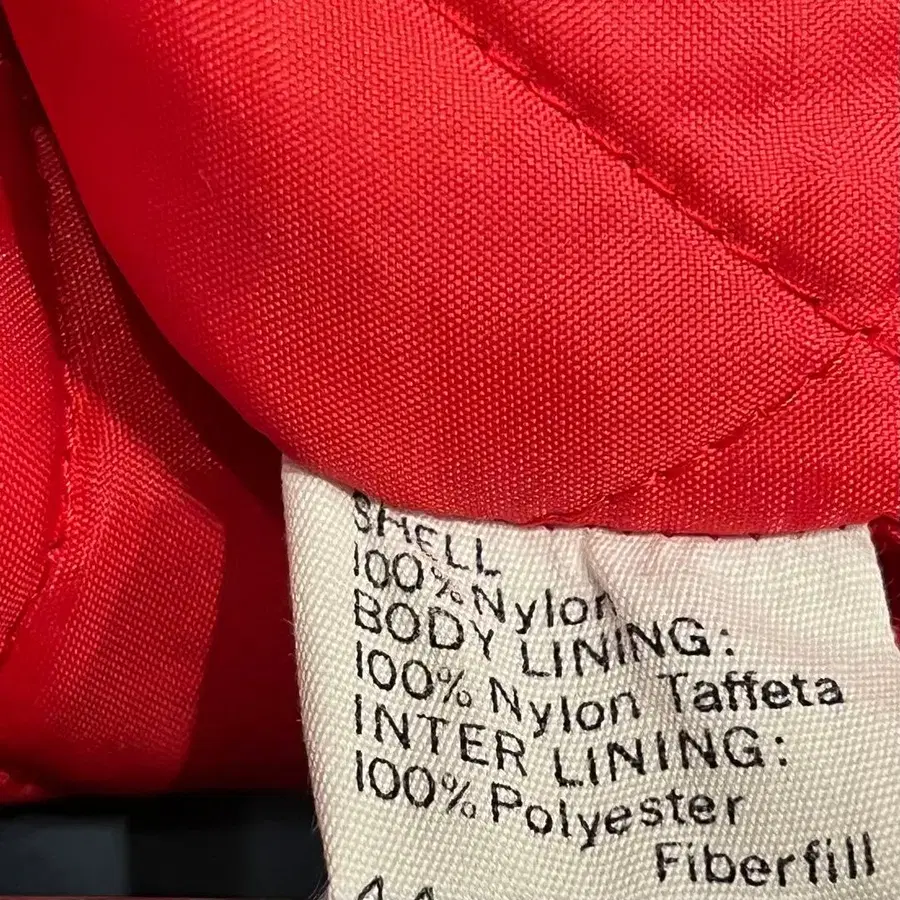 SHELL
100% Nylon
BODY LINING:
100% Nylon Taffeta
INTER LINING:
100% Polyester
Fiberfill